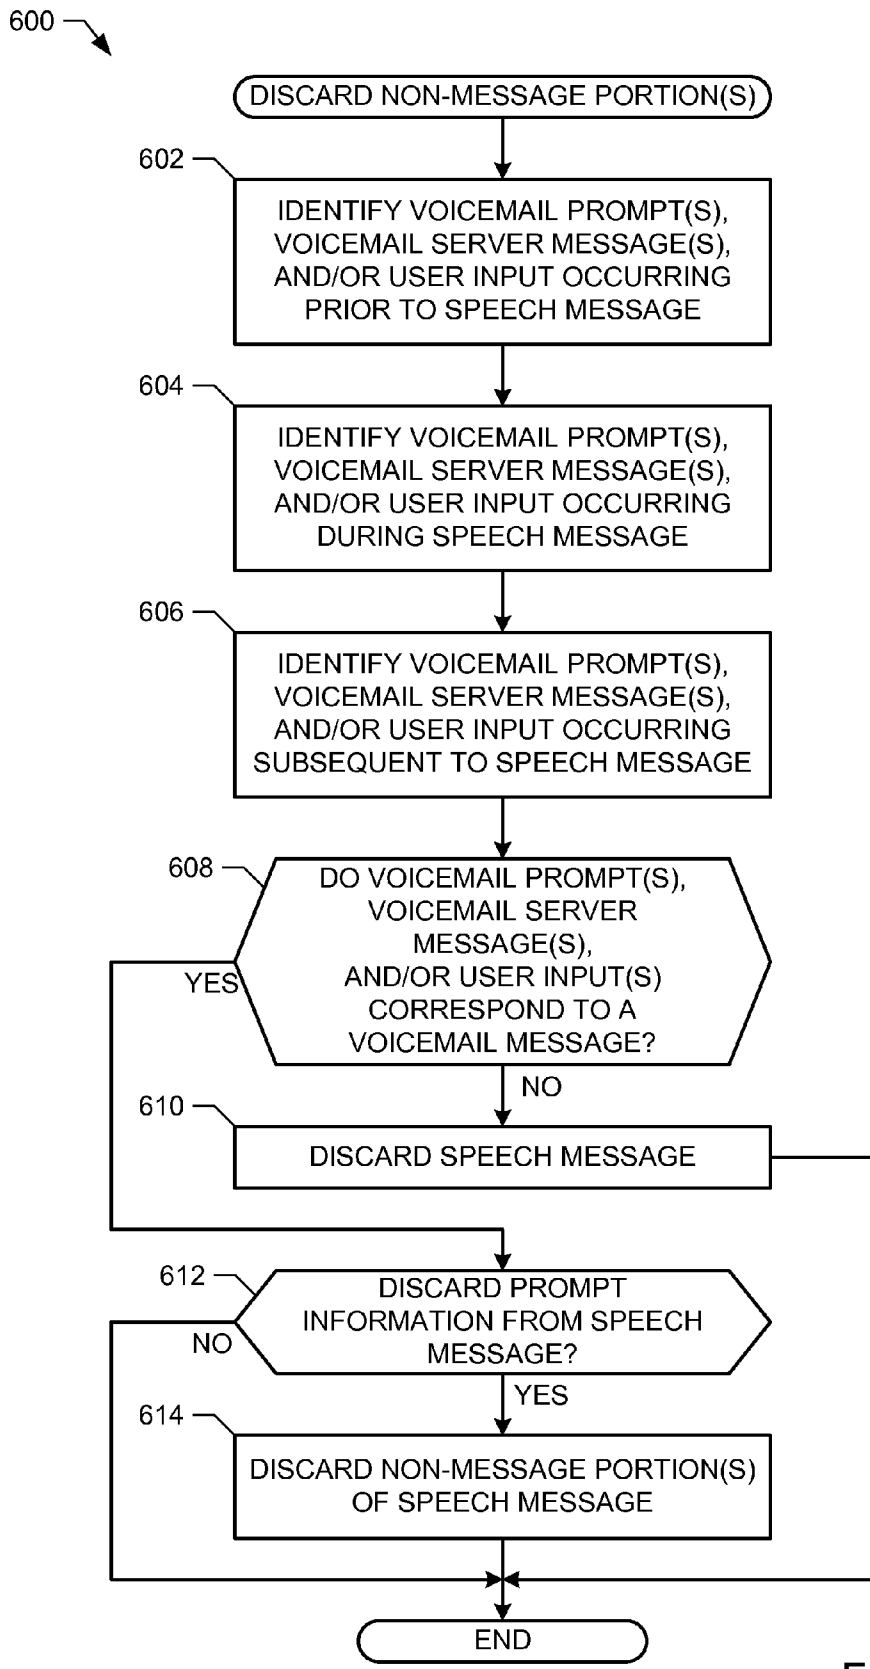 600
DISCARD NON-MESSAGE PORTION(S)
602
IDENTIFY VOICEMAIL PROMPT(S),
VOICEMAIL SERVER MESSAGE(S),
AND/OR USER INPUT OCCURRING
PRIOR TO SPEECH MESSAGE
604
IDENTIFY VOICEMAIL PROMPT(S),
VOICEMAIL SERVER MESSAGE(S),
AND/OR USER INPUT OCCURRING
DURING SPEECH MESSAGE
606
IDENTIFY VOICEMAIL PROMPT(S),
VOICEMAIL SERVER MESSAGE(S),
AND/OR USER INPUT OCCURRING
SUBSEQUENT TO SPEECH MESSAGE
608
DO VOICEMAIL PROMPT(S),
VOICEMAIL SERVER
MESSAGE(S),
AND/OR USER INPUT(S)
CORRESPOND TO A
VOICEMAIL MESSAGE?
YES
NO
610
DISCARD SPEECH MESSAGE
612
DISCARD PROMPT
INFORMATION FROM SPEECH
MESSAGE?
NO
YES
614
DISCARD NON-MESSAGE PORTION(S)
OF SPEECH MESSAGE
END